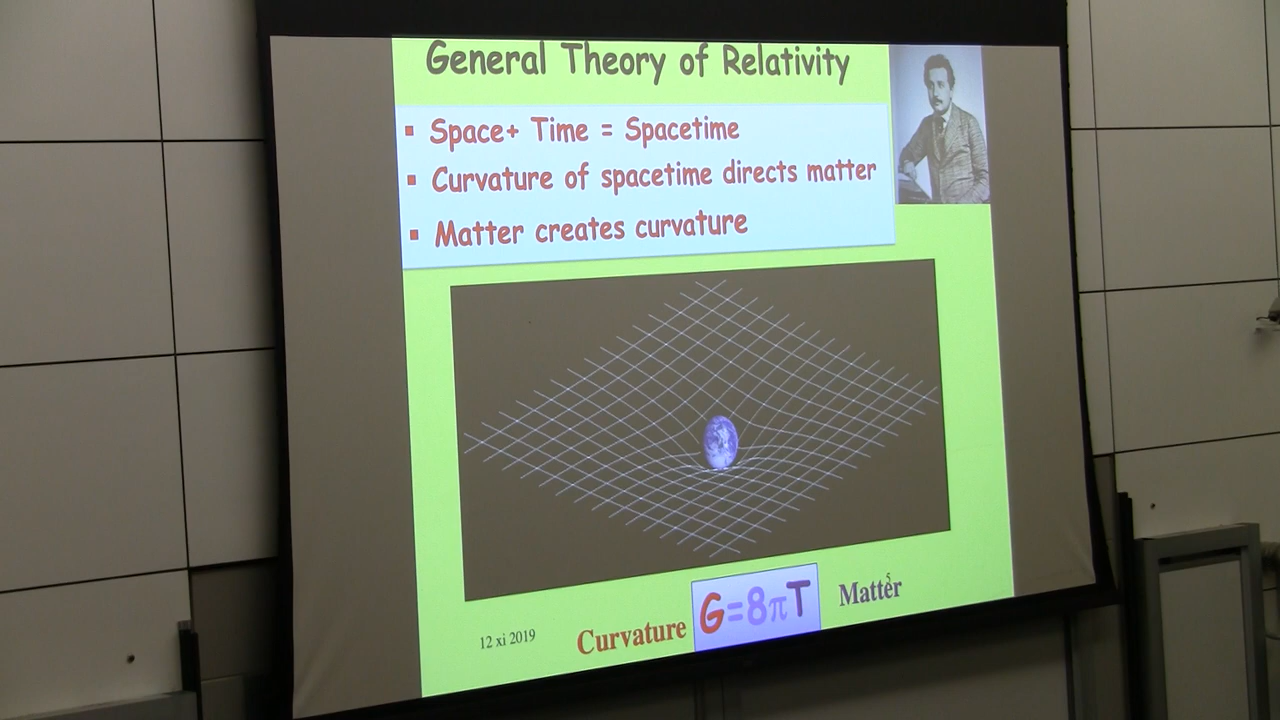 General Theory of Relativity
▪ Space+ Time = Spacetime
▪ Curvature of spacetime directs matter
▪ Matter creates curvature
12 xi 2019
Curvature G=8πT Matter
5